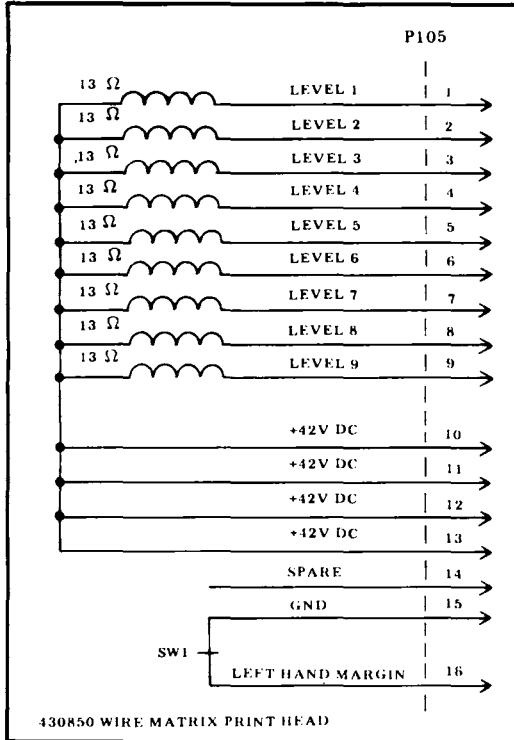 P105
13 Ω LEVEL 1 1
13 Ω LEVEL 2 2
13 Ω LEVEL 3 3
13 Ω LEVEL 4 4
13 Ω LEVEL 5 5
13 Ω LEVEL 6 6
13 Ω LEVEL 7 7
13 Ω LEVEL 8 8
13 Ω LEVEL 9 9
+42V DC 10
+42V DC 11
+42V DC 12
+42V DC 13
SPARE 14
GND 15
SW1
LEFT HAND MARGIN 16
430850 WIRE MATRIX PRINT HEAD